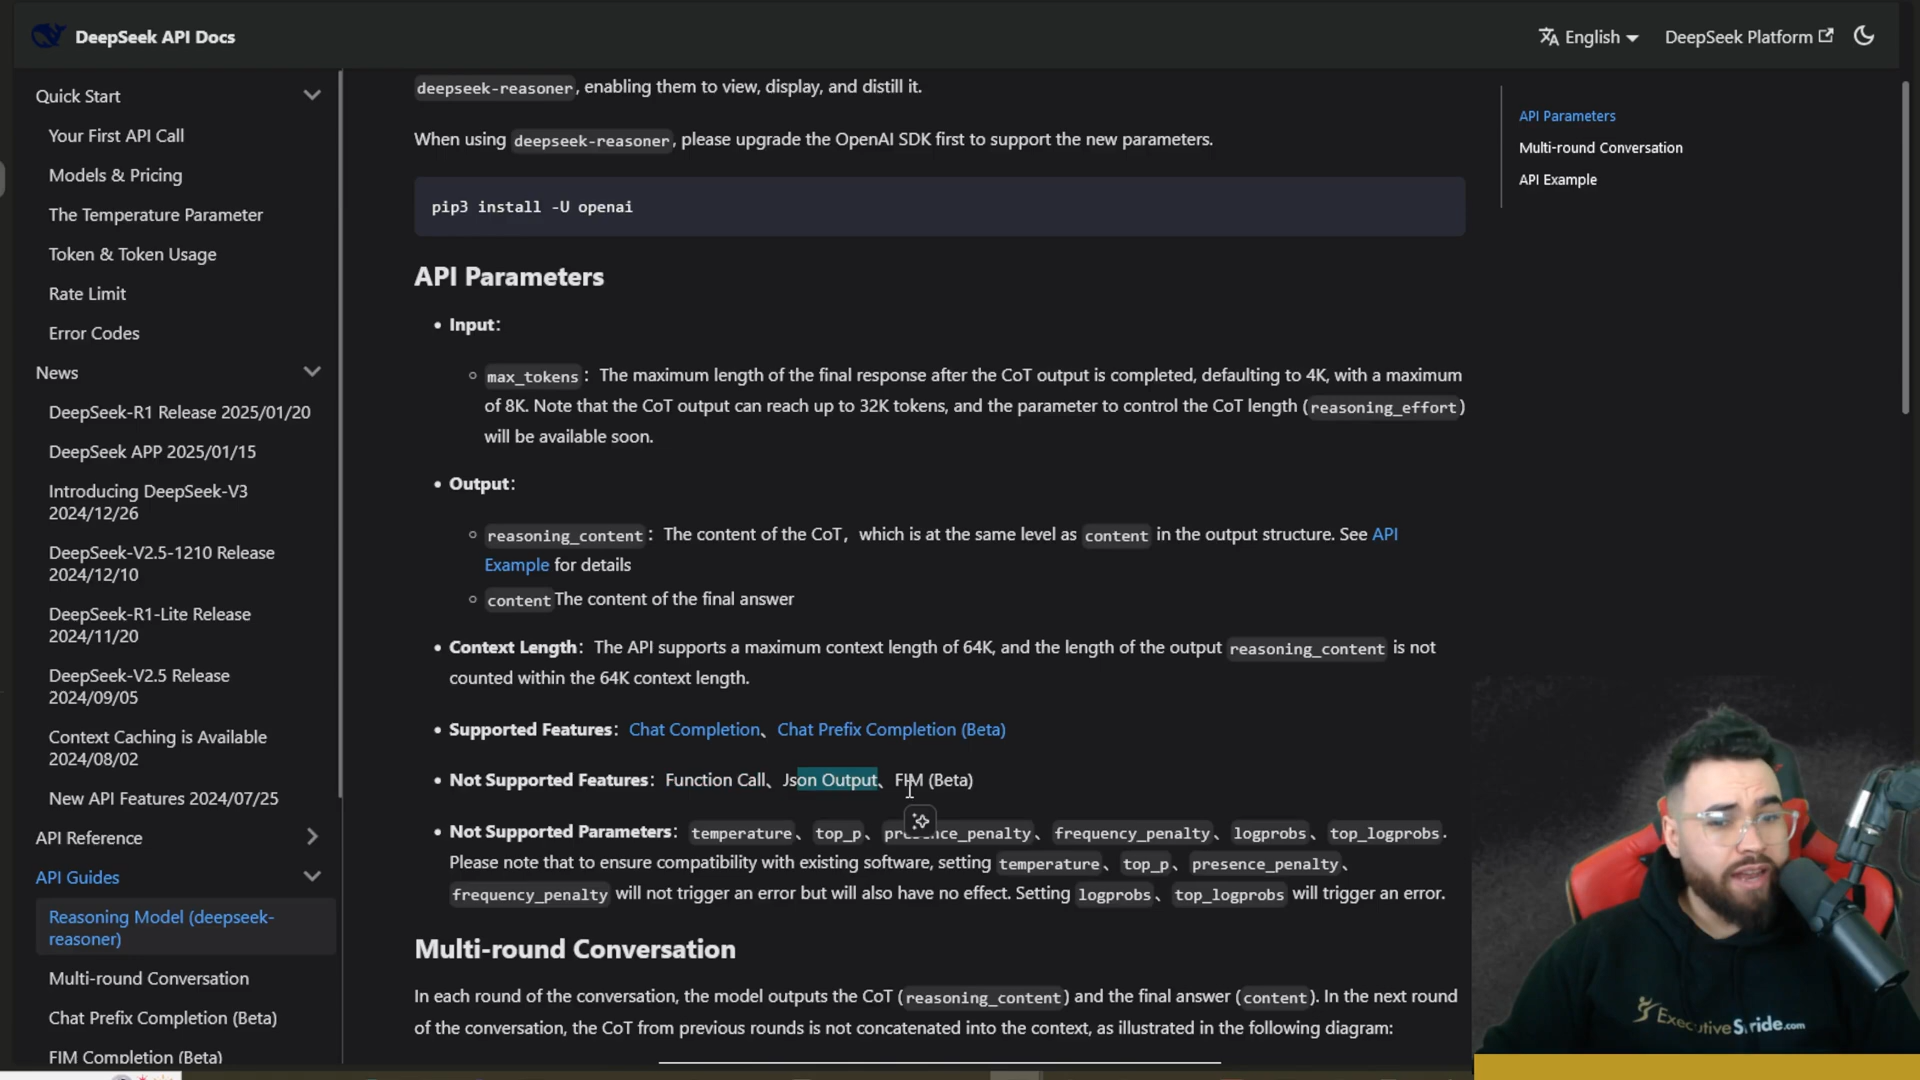 DeepSeek API Docs
English
DeepSeek Platform
Quick Start
Your First API Call
Models & Pricing
The Temperature Parameter
Token & Token Usage
Rate Limit
Error Codes
News
DeepSeek-R1 Release 2025/01/20
DeepSeek APP 2025/01/15
Introducing DeepSeek-V3
2024/12/26
DeepSeek-V2.5-1210 Release
2024/12/10
DeepSeek-R1-Lite Release
2024/11/20
DeepSeek-V2.5 Release
2024/09/05
Context Caching is Available
2024/08/02
New API Features 2024/07/25
API Reference
API Guides
Reasoning Model (deepseek-
reasoner)
Multi-round Conversation
Chat Prefix Completion (Beta)
FIM Completion (Beta)
deepseek-reasoner, enabling them to view, display, and distill it.
When using deepseek-reasoner, please upgrade the OpenAI SDK first to support the new parameters.
pip3 install -U openai
API Parameters
• Input：
max_tokens：The maximum length of the final response after the CoT output is completed, defaulting to 4K, with a maximum
of 8K. Note that the CoT output can reach up to 32K tokens, and the parameter to control the CoT length (reasoning_effort)
will be available soon.
• Output：
reasoning_content：The content of the CoT，which is at the same level as content in the output structure. See API
Example for details
contentThe content of the final answer
• Context Length：The API supports a maximum context length of 64K, and the length of the output reasoning_content is not
counted within the 64K context length.
• Supported Features：Chat Completion、Chat Prefix Completion (Beta)
• Not Supported Features：Function Call、Json Output、FIM (Beta)
• Not Supported Parameters：temperature、top_p、presence_penalty、frequency_penalty、logprobs、top_logprobs.
Please note that to ensure compatibility with existing software, setting temperature、top_p、presence_penalty、
frequency_penalty will not trigger an error but will also have no effect. Setting logprobs、top_logprobs will trigger an error.
Multi-round Conversation
In each round of the conversation, the model outputs the CoT (reasoning_content) and the final answer (content). In the next round
of the conversation, the CoT from previous rounds is not concatenated into the context, as illustrated in the following diagram:
API Parameters
Multi-round Conversation
API Example